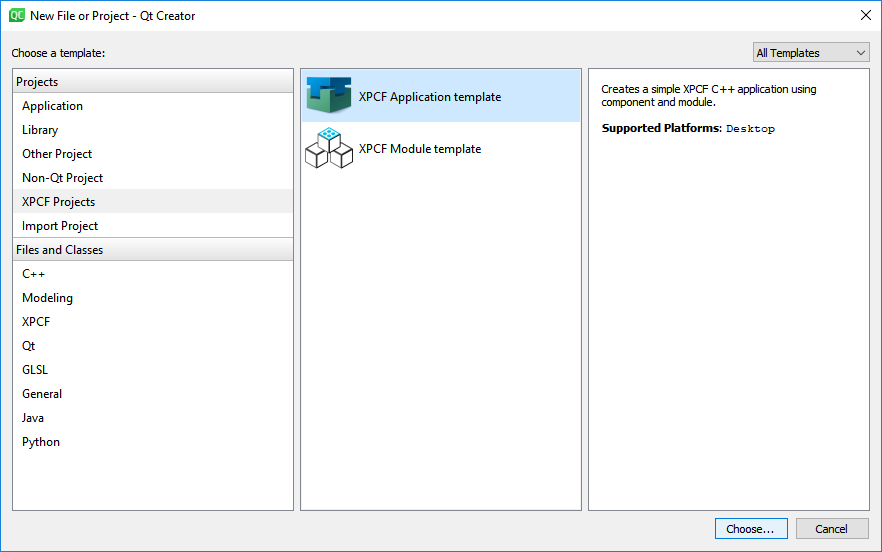 QC New File or Project - Qt Creator
Choose a template:
All Templates
Projects
Application
Library
Other Project
Non-Qt Project
XPCF Projects
Import Project
Files and Classes
C++
Modeling
XPCF
Qt
GLSL
General
Java
Python
XPCF Application template
XPCF Module template
Creates a simple XPCF C++ application using
component and module.
Supported Platforms: Desktop
Choose...
Cancel